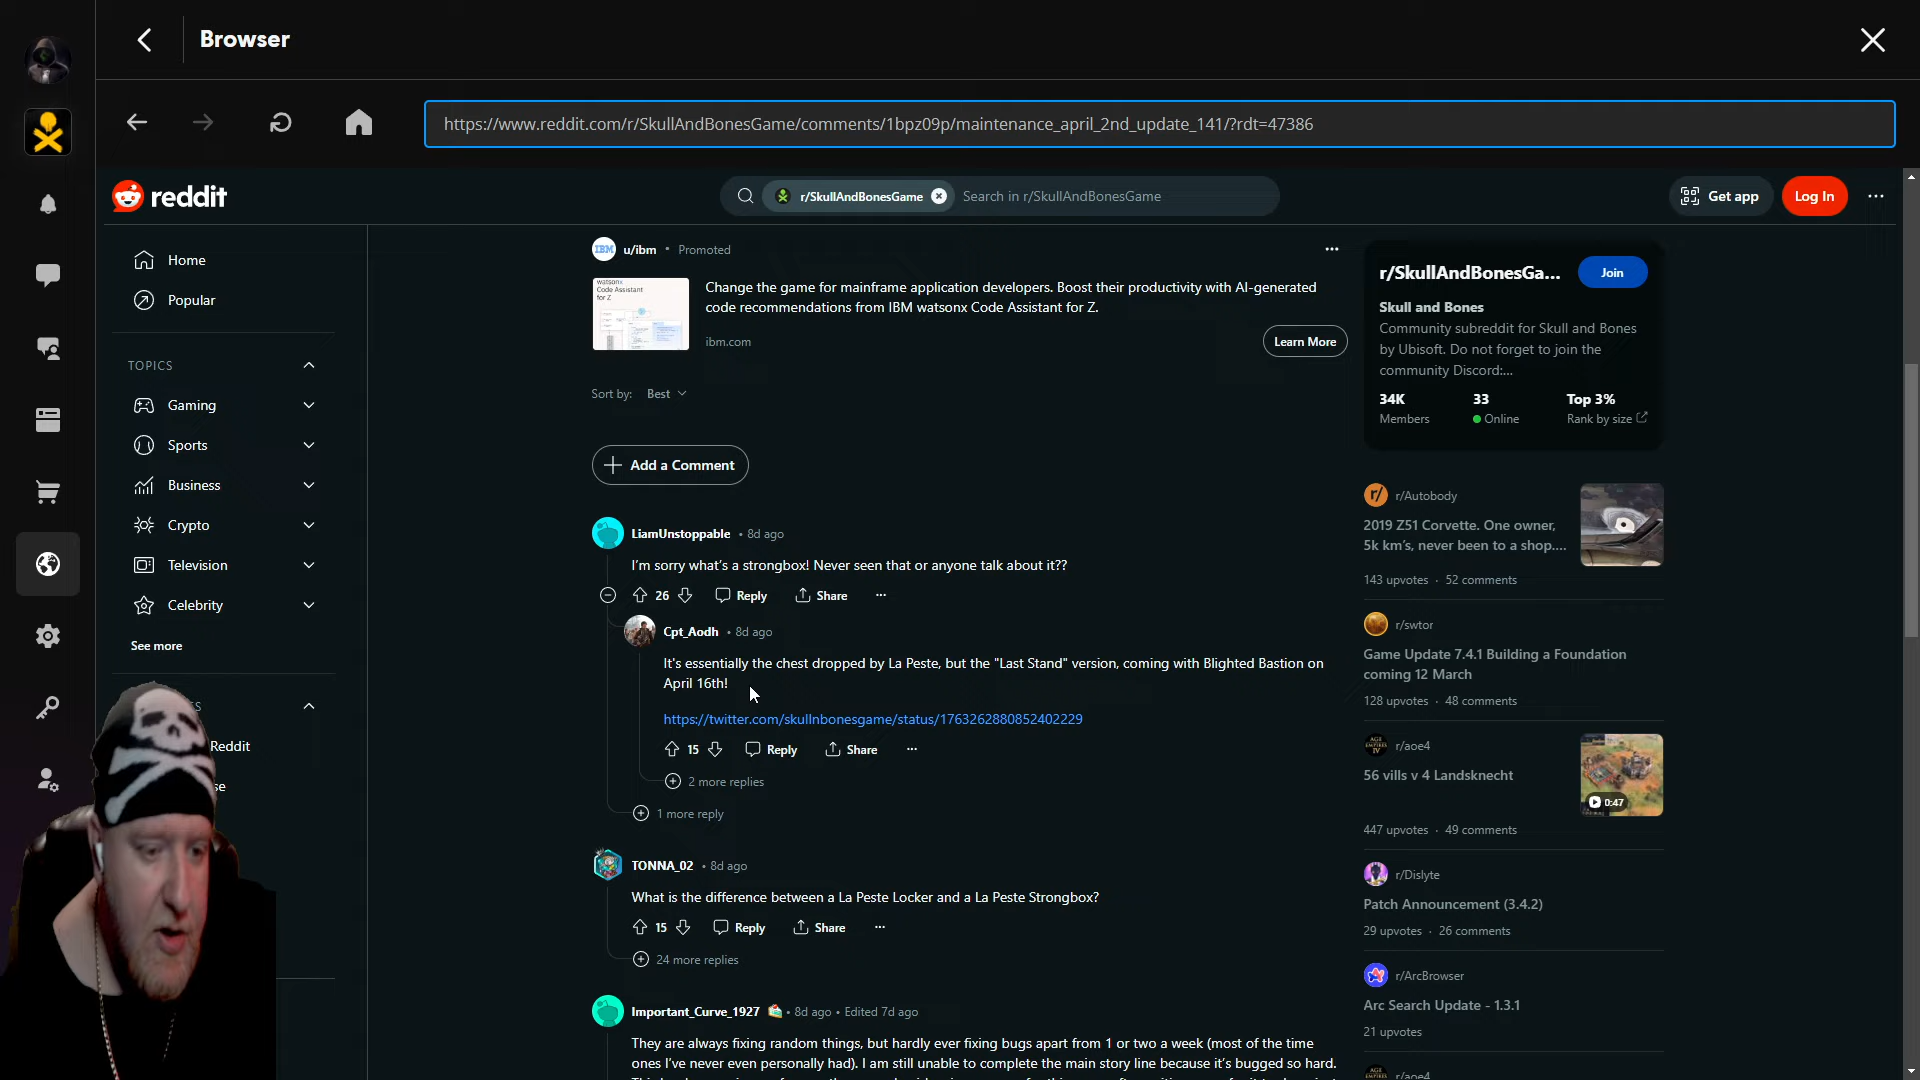 Browser
https://www.reddit.com/r/SkullAndBonesGame/comments/1bpz09p/maintenance_april_2nd_update_141/?rdt=47386
reddit
r/SkullAndBonesGame
Search in r/SkullAndBonesGame
Get app
Log In
Home
Popular
TOPICS
Gaming
Sports
Business
Crypto
Television
Celebrity
See more
Reddit
IBM
u/ibm • Promoted
watsonx
Code Assistant
for Z
Change the game for mainframe application developers. Boost their productivity with AI-generated
code recommendations from IBM watsonx Code Assistant for Z.
ibm.com
Learn More
Sort by: Best
Add a Comment
LiamUnstoppable • 8d ago
I'm sorry what's a strongbox! Never seen that or anyone talk about it??
26 Reply Share
Cpt_Aodh • 8d ago
It's essentially the chest dropped by La Peste, but the "Last Stand" version, coming with Blighted Bastion on
April 16th!
https://twitter.com/skullnbonesgame/status/1763262880852402229
15 Reply Share
2 more replies
1 more reply
TONNA_02 • 8d ago
What is the difference between a La Peste Locker and a La Peste Strongbox?
15 Reply Share
24 more replies
Important_Curve_1927 • 8d ago • Edited 7d ago
They are always fixing random things, but hardly ever fixing bugs apart from 1 or two a week (most of the time
ones I've never even personally had). I am still unable to complete the main story line because it's bugged so hard.
r/SkullAndBonesGa...
Join
Skull and Bones
Community subreddit for Skull and Bones
by Ubisoft. Do not forget to join the
community Discord:...
34K 33 Top 3%
Members Online Rank by size
r/Autobody
2019 Z51 Corvette. One owner,
5k km's, never been to a shop....
143 upvotes · 52 comments
r/swtor
Game Update 7.4.1 Building a Foundation
coming 12 March
128 upvotes · 48 comments
r/aoe4
56 vills v 4 Landsknecht
0:47
447 upvotes · 49 comments
r/Dislyte
Patch Announcement (3.4.2)
29 upvotes · 26 comments
r/ArcBrowser
Arc Search Update - 1.3.1
21 upvotes
r/aoe4